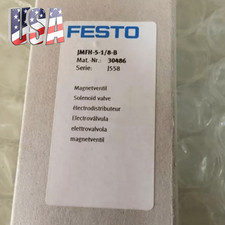 USA
FESTO
JMFH-5-1/8-B
Mat.-Nr.: 30486
Serie: J558
Magnetventil
Solenoid valve
électrodistributeur
Electroválvula
elettrovalvola
magnetventil